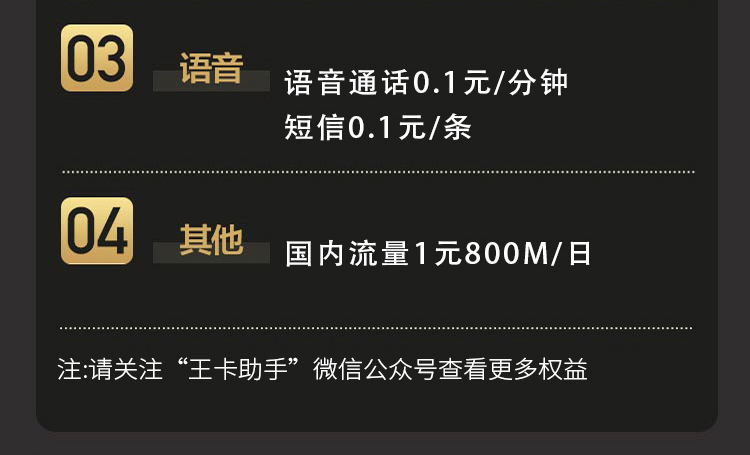 03
语音
语音通话0.1元/分钟
短信0.1元/条
04
其他
国内流量1元800M/日
注:请关注“王卡助手”微信公众号查看更多权益